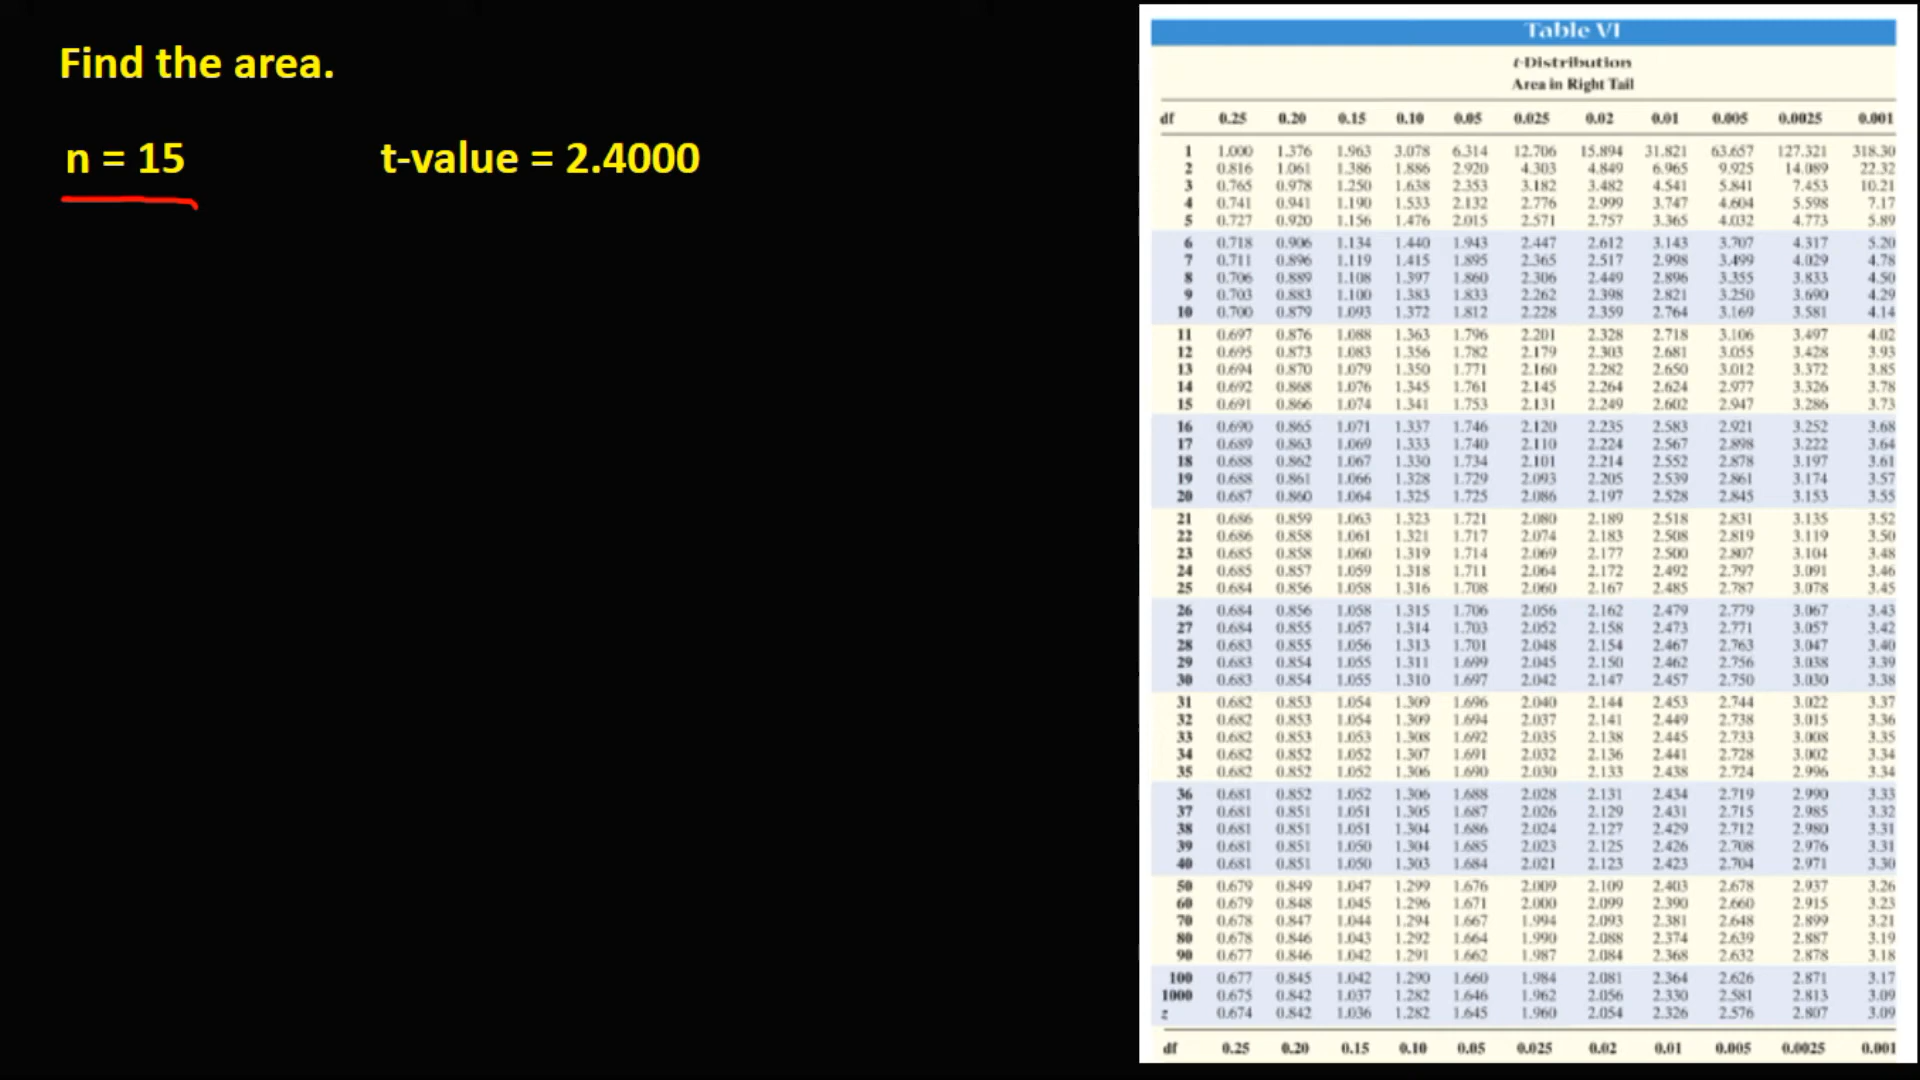 Find the area.
n = 15 t-value = 2.4000
Table VI
t-Distribution
Area in Right Tail
df 0.25 0.20 0.15 0.10 0.05 0.025 0.02 0.01 0.005 0.0025 0.001
1 1.000 1.376 1.963 3.078 6.314 12.706 15.894 31.821 63.657 127.321 318.30
2 0.816 1.061 1.386 1.886 2.920 4.303 4.849 6.965 9.925 14.089 22.32
3 0.765 0.978 1.250 1.638 2.353 3.182 3.482 4.541 5.841 7.453 10.21
4 0.741 0.941 1.190 1.533 2.132 2.776 2.999 3.747 4.604 5.598 7.17
5 0.727 0.920 1.156 1.476 2.015 2.571 2.757 3.365 4.032 4.773 5.89
6 0.718 0.906 1.134 1.440 1.943 2.447 2.612 3.143 3.707 4.317 5.20
7 0.711 0.896 1.119 1.415 1.895 2.365 2.517 2.998 3.499 4.029 4.78
8 0.706 0.889 1.108 1.397 1.860 2.306 2.449 2.896 3.355 3.833 4.50
9 0.703 0.883 1.100 1.383 1.833 2.262 2.398 2.821 3.250 3.690 4.29
10 0.700 0.879 1.093 1.372 1.812 2.228 2.359 2.764 3.169 3.581 4.14
11 0.697 0.876 1.088 1.363 1.796 2.201 2.328 2.718 3.106 3.497 4.02
12 0.695 0.873 1.083 1.356 1.782 2.179 2.303 2.681 3.055 3.428 3.93
13 0.694 0.870 1.079 1.350 1.771 2.160 2.282 2.650 3.012 3.372 3.85
14 0.692 0.868 1.076 1.345 1.761 2.145 2.264 2.624 2.977 3.326 3.78
15 0.691 0.866 1.074 1.341 1.753 2.131 2.249 2.602 2.947 3.286 3.73
16 0.690 0.865 1.071 1.337 1.746 2.120 2.235 2.583 2.921 3.252 3.68
17 0.689 0.863 1.069 1.333 1.740 2.110 2.224 2.567 2.898 3.222 3.64
18 0.688 0.862 1.067 1.330 1.734 2.101 2.214 2.552 2.878 3.197 3.61
19 0.688 0.861 1.066 1.328 1.729 2.093 2.205 2.539 2.861 3.174 3.57
20 0.687 0.860 1.064 1.325 1.725 2.086 2.197 2.528 2.845 3.153 3.55
21 0.686 0.859 1.063 1.323 1.721 2.080 2.189 2.518 2.831 3.135 3.52
22 0.686 0.858 1.061 1.321 1.717 2.074 2.183 2.508 2.819 3.119 3.50
23 0.685 0.858 1.060 1.319 1.714 2.069 2.177 2.500 2.807 3.104 3.48
24 0.685 0.857 1.059 1.318 1.711 2.064 2.172 2.492 2.797 3.091 3.46
25 0.684 0.856 1.058 1.316 1.708 2.060 2.167 2.485 2.787 3.078 3.45
26 0.684 0.856 1.058 1.315 1.706 2.056 2.162 2.479 2.779 3.067 3.43
27 0.684 0.855 1.057 1.314 1.703 2.052 2.158 2.473 2.771 3.057 3.42
28 0.683 0.855 1.056 1.313 1.701 2.048 2.154 2.467 2.763 3.047 3.40
29 0.683 0.854 1.055 1.311 1.699 2.045 2.150 2.462 2.756 3.038 3.39
30 0.683 0.854 1.055 1.310 1.697 2.042 2.147 2.457 2.750 3.030 3.38
31 0.682 0.853 1.054 1.309 1.696 2.040 2.144 2.453 2.744 3.022 3.37
32 0.682 0.853 1.054 1.309 1.694 2.037 2.141 2.449 2.738 3.015 3.36
33 0.682 0.853 1.053 1.308 1.692 2.035 2.138 2.445 2.733 3.008 3.35
34 0.682 0.852 1.052 1.307 1.691 2.032 2.136 2.441 2.728 3.002 3.34
35 0.682 0.852 1.052 1.306 1.690 2.030 2.133 2.438 2.724 2.996 3.34
36 0.681 0.852 1.052 1.306 1.688 2.028 2.131 2.434 2.719 2.990 3.33
37 0.681 0.851 1.051 1.305 1.687 2.026 2.129 2.431 2.715 2.985 3.32
38 0.681 0.851 1.051 1.304 1.686 2.024 2.127 2.429 2.712 2.980 3.31
39 0.681 0.851 1.050 1.304 1.685 2.023 2.125 2.426 2.708 2.976 3.31
40 0.681 0.851 1.050 1.303 1.684 2.021 2.123 2.423 2.704 2.971 3.30
50 0.679 0.849 1.047 1.299 1.676 2.009 2.109 2.403 2.678 2.937 3.26
60 0.679 0.848 1.045 1.296 1.671 2.000 2.099 2.390 2.660 2.915 3.23
70 0.678 0.847 1.044 1.294 1.667 1.994 2.093 2.381 2.648 2.899 3.21
80 0.678 0.846 1.043 1.292 1.664 1.990 2.088 2.374 2.639 2.887 3.19
90 0.677 0.846 1.042 1.291 1.662 1.987 2.084 2.368 2.632 2.878 3.18
100 0.677 0.845 1.042 1.290 1.660 1.984 2.081 2.364 2.626 2.871 3.17
1000 0.675 0.842 1.037 1.282 1.646 1.962 2.056 2.330 2.581 2.813 3.09
z 0.674 0.842 1.036 1.282 1.645 1.960 2.054 2.326 2.576 2.807 3.09
df 0.25 0.20 0.15 0.10 0.05 0.025 0.02 0.01 0.005 0.0025 0.001